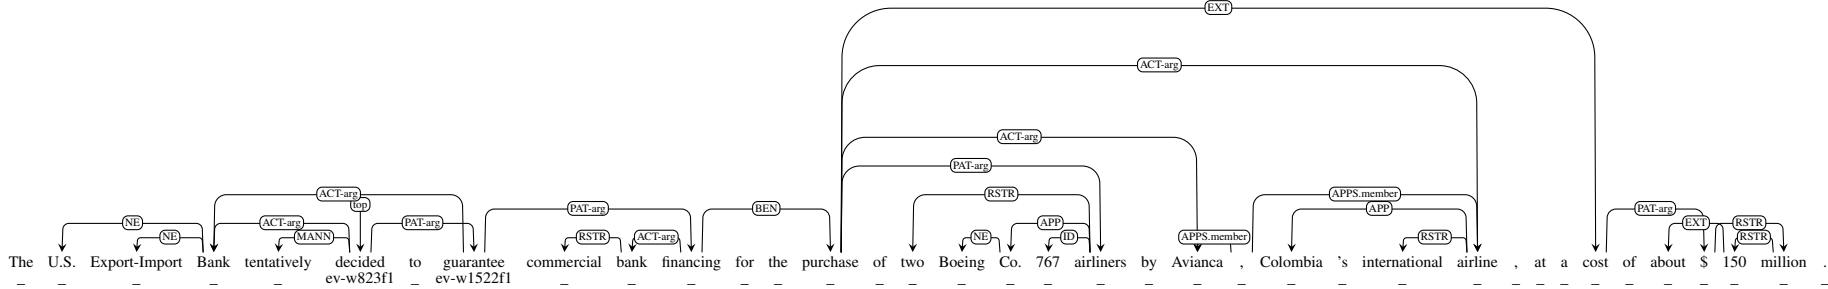 EXT
ACT-arg
ACT-arg
PAT-arg
ACT-arg RSTR APPS.member
top
PAT-arg BEN APP PAT-arg
NE ACT-arg PAT-arg APP EXT RSTR
NE MANN RSTR ACT-arg NE ID APPS.member RSTR RSTR
The U.S. Export-Import Bank tentatively decided to guarantee commercial bank financing for the purchase of two Boeing Co. 767 airliners by Avianca , Colombia 's international airline , at a cost of about $ 150 million .
_ _ _ _ _ ev-w823f1 _ ev-w1522f1 _ _ _ _ _ _ _ _ _ _ _ _ _ _ _ _ _ _ _ _ _ _ _ _ _ _ _ _ _